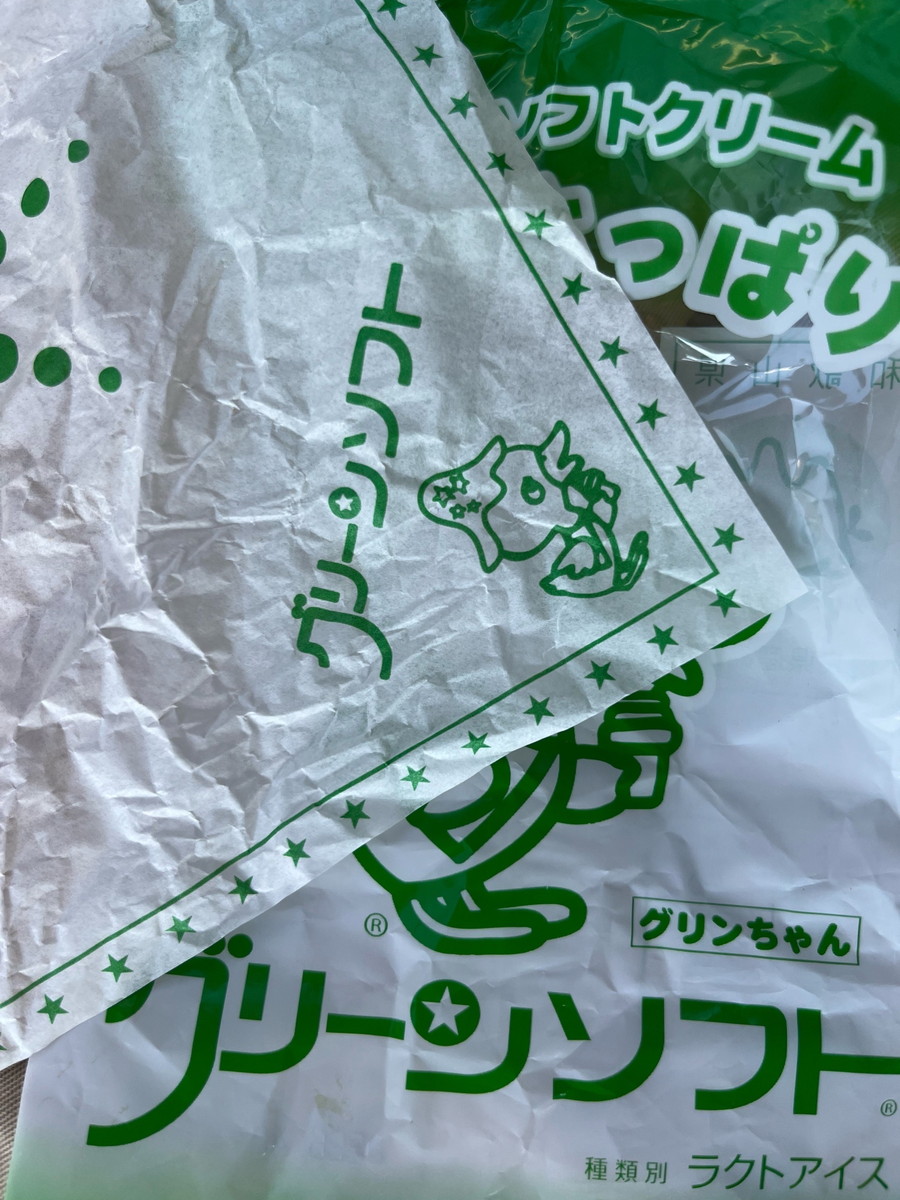 ソフトクリーム
っぱり
グリーンソフト
®
グリンちゃん
グリーンソフト
®
種類別 ラクトアイス